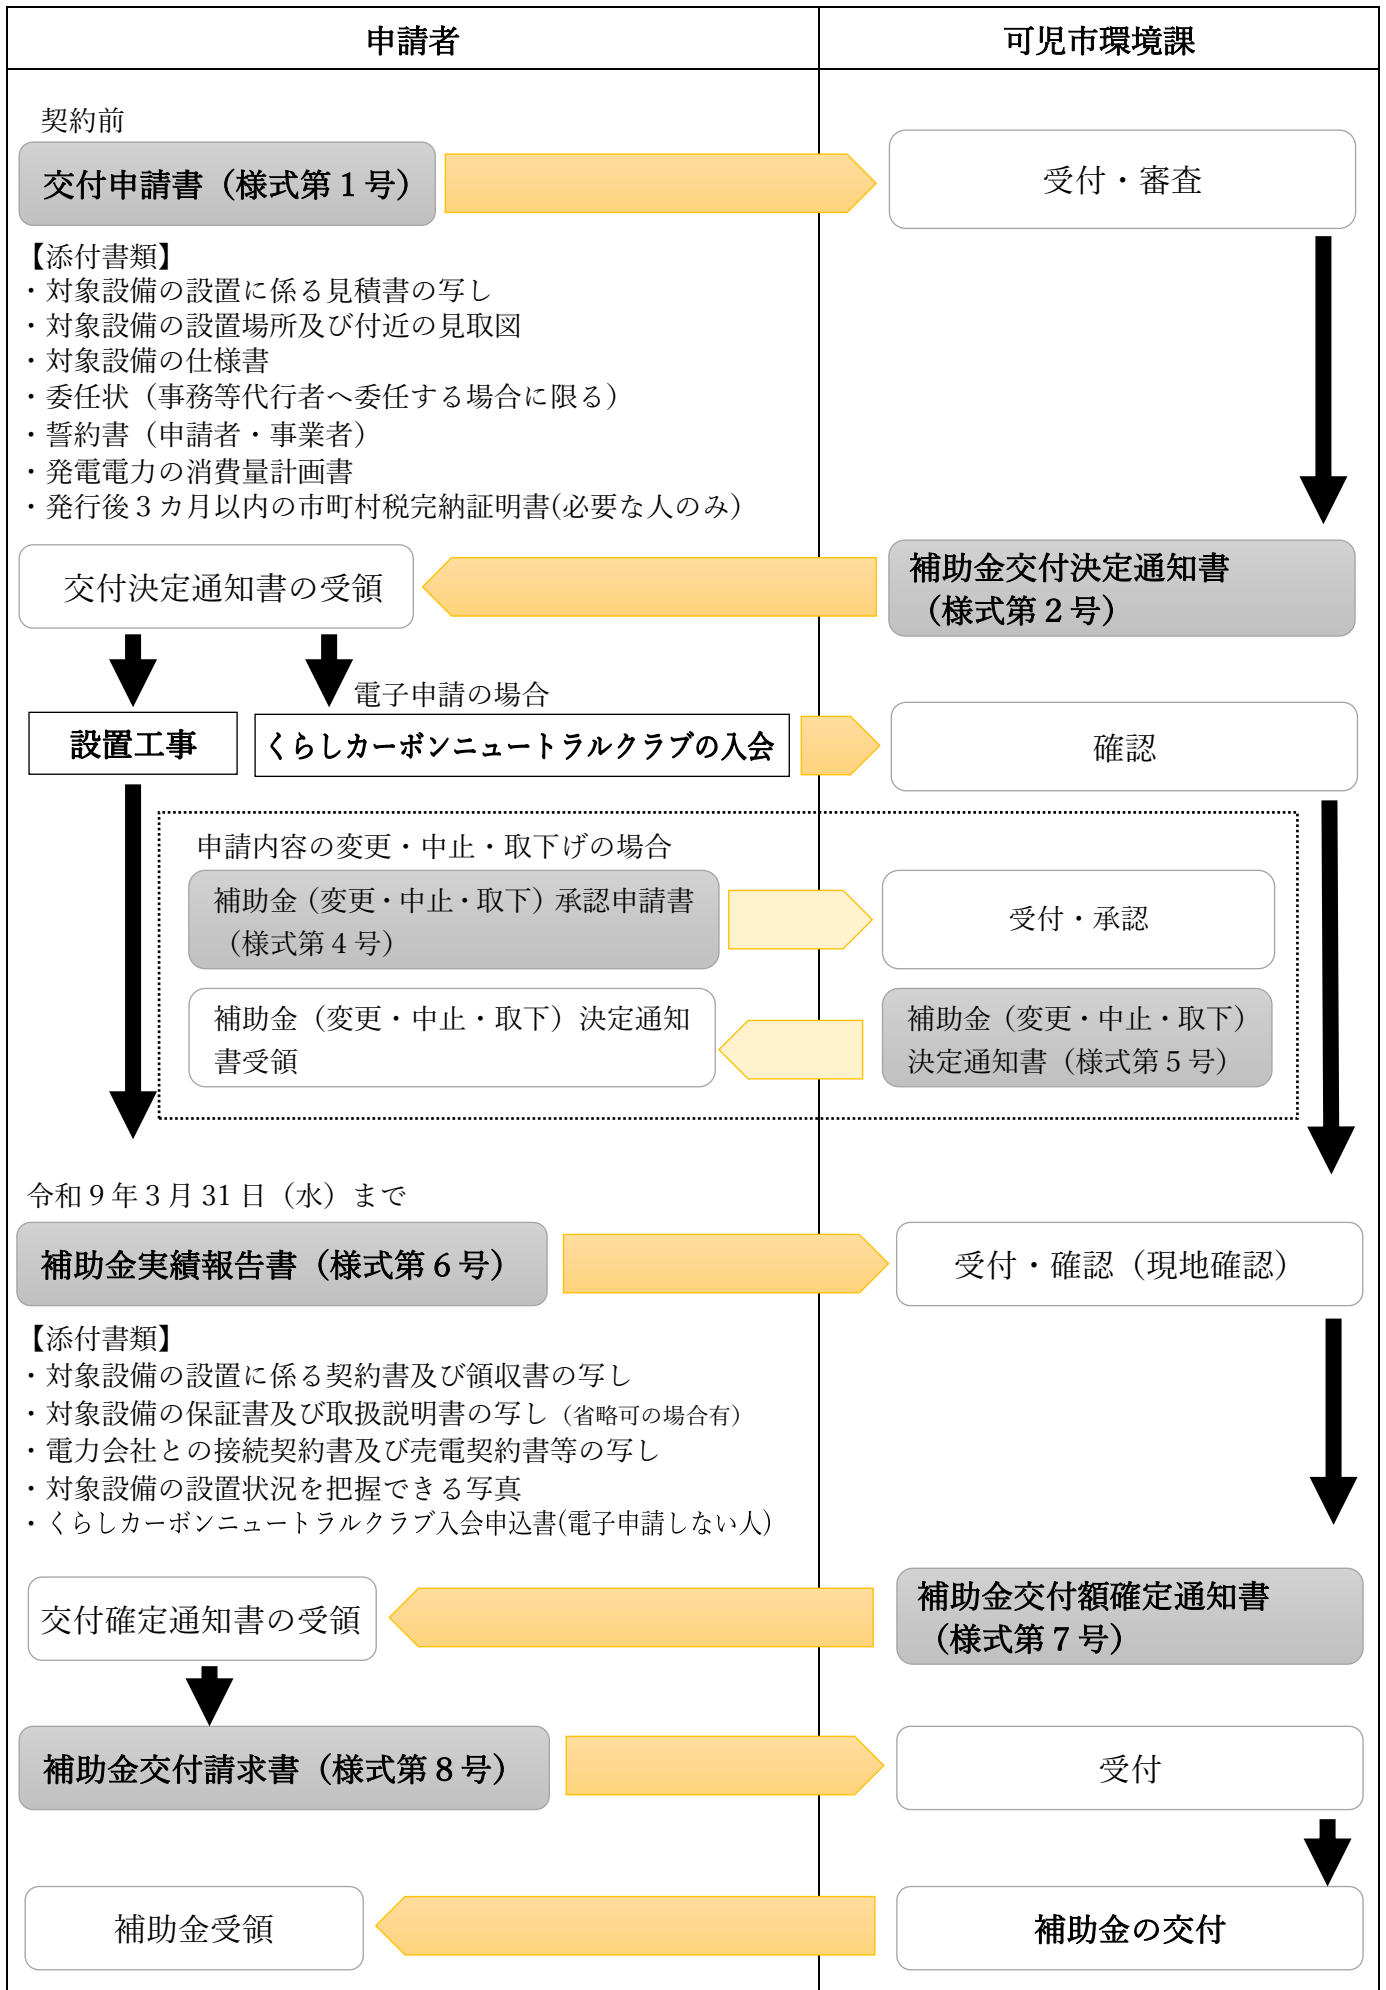 申請者
可児市環境課
契約前
交付申請書（様式第１号）
受付・審査
【添付書類】
・対象設備の設置に係る見積書の写し
・対象設備の設置場所及び付近の見取図
・対象設備の仕様書
・委任状（事務等代行者へ委任する場合に限る）
・誓約書（申請者・事業者）
・発電電力の消費量計画書
・発行後３カ月以内の市町村税完納証明書(必要な人のみ）
交付決定通知書の受領
補助金交付決定通知書
（様式第２号）
電子申請の場合
設置工事
くらしカーボンニュートラルクラブの入会
確認
申請内容の変更・中止・取下げの場合
補助金（変更・中止・取下）承認申請書
（様式第４号）
受付・承認
補助金（変更・中止・取下）決定通知
書受領
補助金（変更・中止・取下）
決定通知書（様式第５号）
令和９年３月 31 日（水）まで
補助金実績報告書（様式第６号）
受付・確認（現地確認）
【添付書類】
・対象設備の設置に係る契約書及び領収書の写し
・対象設備の保証書及び取扱説明書の写し（省略可の場合有）
・電力会社との接続契約書及び売電契約書等の写し
・対象設備の設置状況を把握できる写真
・くらしカーボンニュートラルクラブ入会申込書(電子申請しない人)
交付確定通知書の受領
補助金交付額確定通知書
（様式第７号）
補助金交付請求書（様式第８号）
受付
補助金受領
補助金の交付